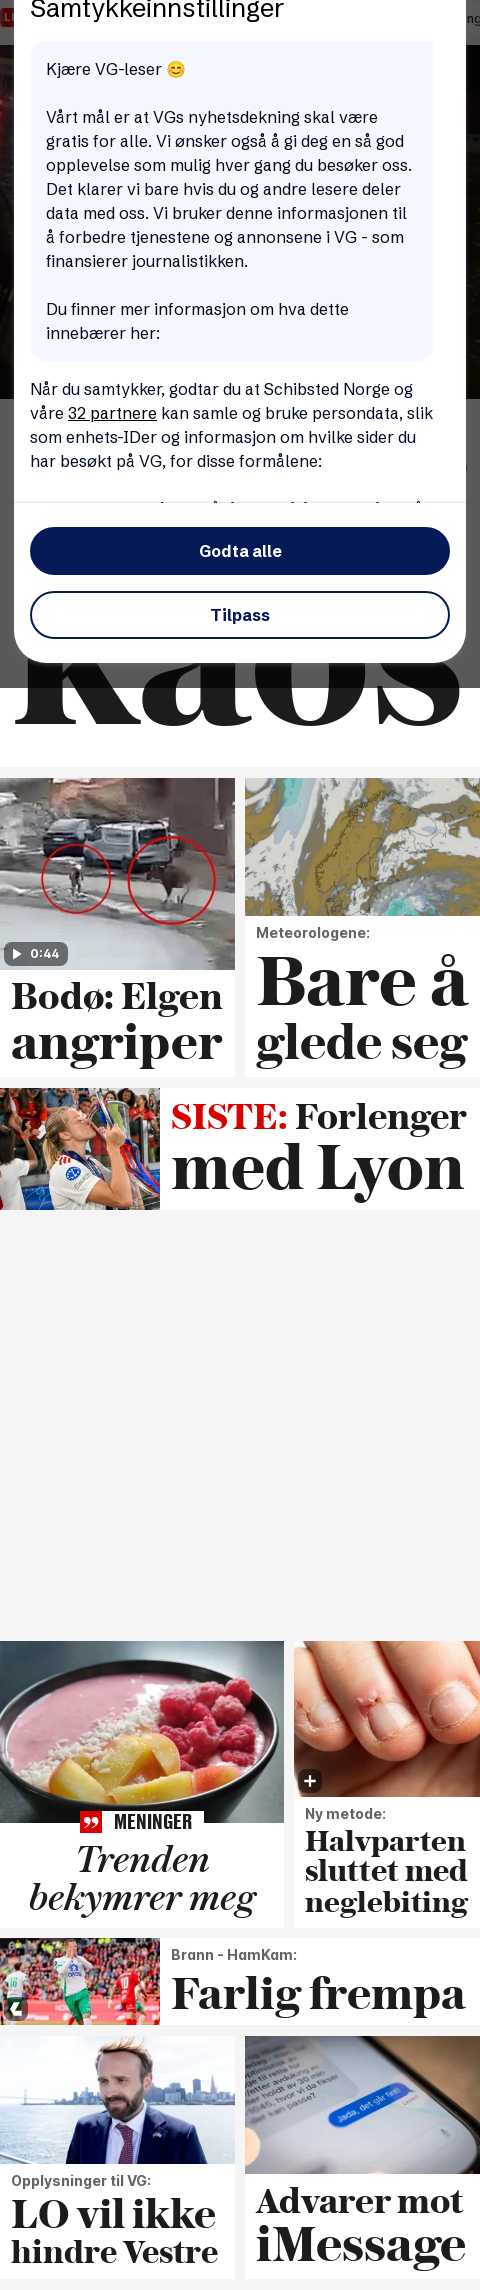 Samtykkeinnstillinger
Kjære VG-leser 😊
Vårt mål er at VGs nyhetsdekning skal være
gratis for alle. Vi ønsker også å gi deg en så god
opplevelse som mulig hver gang du besøker oss.
Det klarer vi bare hvis du og andre lesere deler
data med oss. Vi bruker denne informasjonen til
å forbedre tjenestene og annonsene i VG - som
finansierer journalistikken.
Du finner mer informasjon om hva dette
innebærer her:
Når du samtykker, godtar du at Schibsted Norge og
våre 32 partnere kan samle og bruke persondata, slik
som enhets-IDer og informasjon om hvilke sider du
har besøkt på VG, for disse formålene:
Godta alle
Tilpass
kaos
0:44
Bodø: Elgen
angriper
Meteorologene:
Bare å
glede seg
SISTE: Forlenger
med Lyon
MENINGER
Trenden
bekymrer meg
Ny metode:
Halvparten
sluttet med
neglebiting
Brann - HamKam:
Farlig frempa
Opplysninger til VG:
LO vil ikke
hindre Vestre
Jada, det går fint!
Advarer mot
iMessage